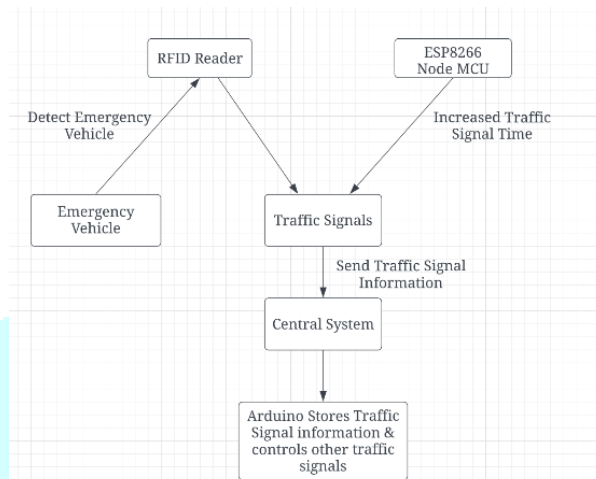 RFID Reader
ESP8266
Node MCU
Detect Emergency
Vehicle
Increased Traffic
Signal Time
Emergency
Vehicle
Traffic Signals
Send Traffic Signal
Information
Central System
Arduino Stores Traffic
Signal information &
controls other traffic
signals